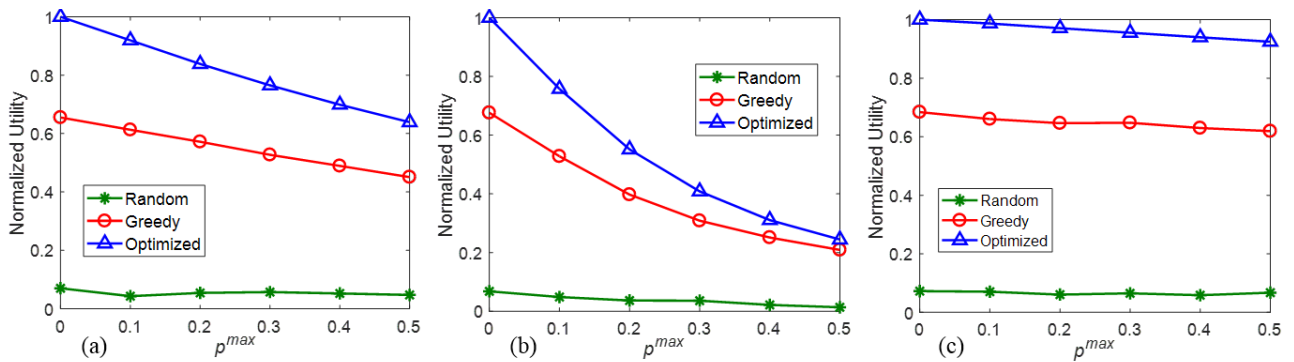 Normalized Utility
1
0.8
0.6
0.4
0.2
0
Random
Greedy
Optimized
0 0.1 0.2 0.3 0.4 0.5
(a) p^max
Normalized Utility
1
0.8
0.6
0.4
0.2
0
Random
Greedy
Optimized
0 0.1 0.2 0.3 0.4 0.5
(b) p^max
Normalized Utility
1
0.8
0.6
0.4
0.2
0
Random
Greedy
Optimized
0 0.1 0.2 0.3 0.4 0.5
(c) p^max